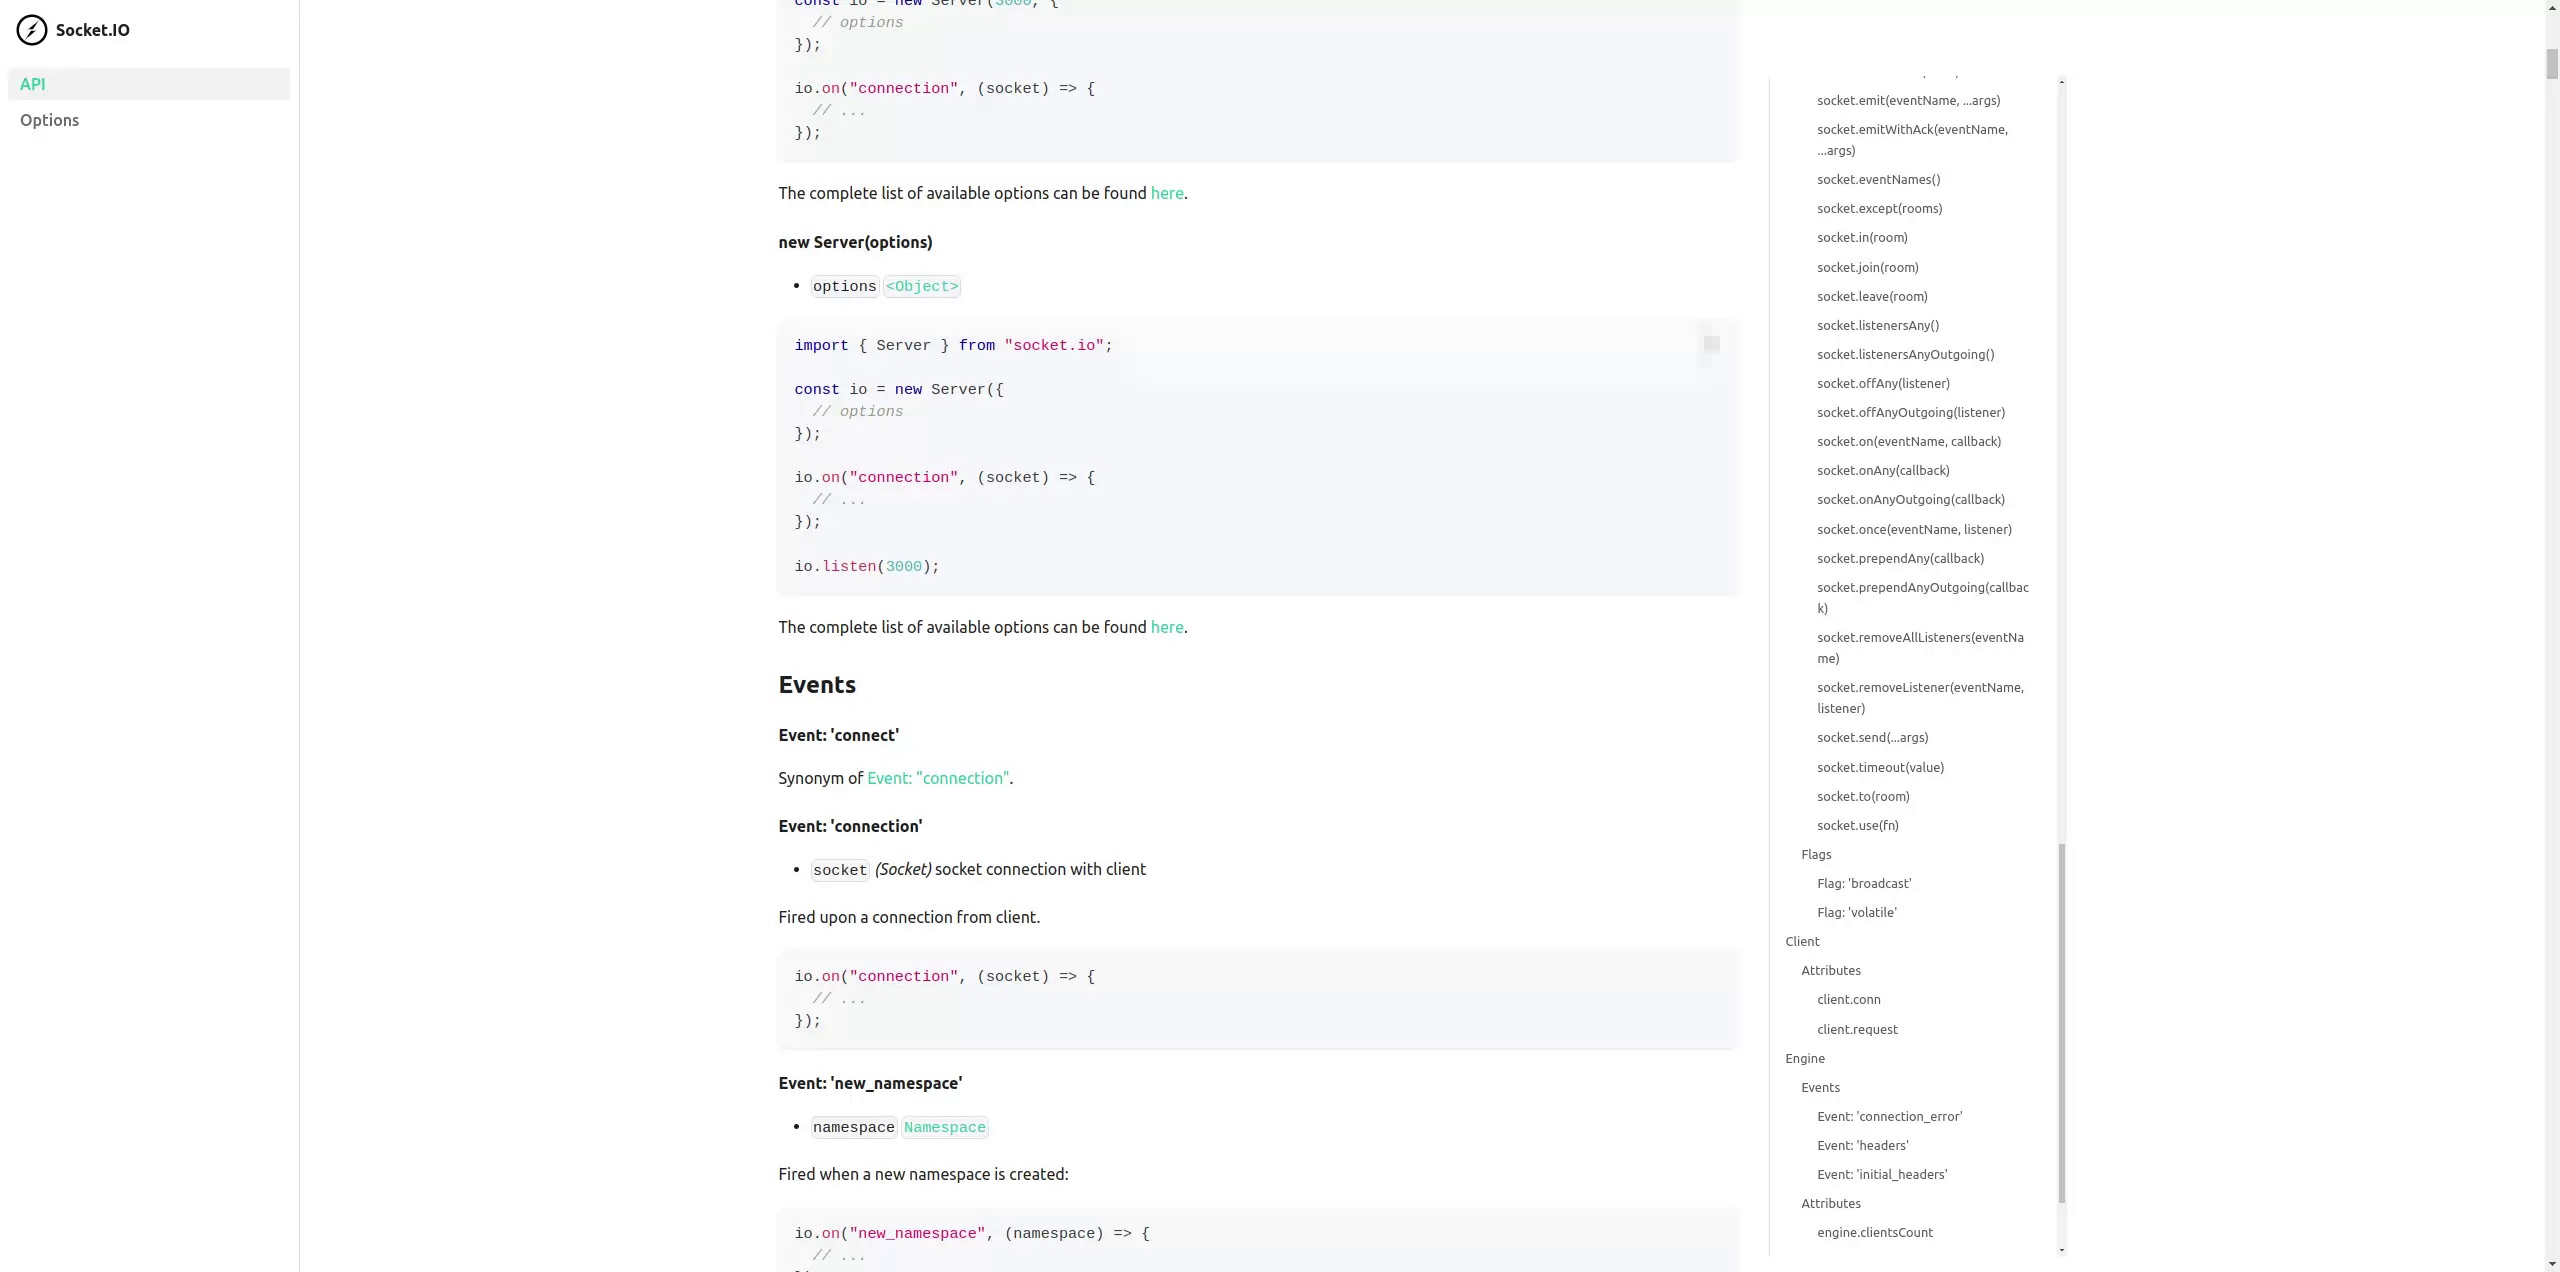 Socket.IO
API
Options
const io = new Server(3000, {
// options
});
io.on("connection", (socket) => {
// ...
});
The complete list of available options can be found here.
new Server(options)
options <Object>
import { Server } from "socket.io";
const io = new Server({
// options
});
io.on("connection", (socket) => {
// ...
});
io.listen(3000);
The complete list of available options can be found here.
Events
Event: 'connect'
Synonym of Event: "connection".
Event: 'connection'
socket (Socket) socket connection with client
Fired upon a connection from client.
io.on("connection", (socket) => {
// ...
});
Event: 'new_namespace'
namespace Namespace
Fired when a new namespace is created:
io.on("new_namespace", (namespace) => {
// ...
socket.emit(eventName, ...args)
socket.emitWithAck(eventName,
...args)
socket.eventNames()
socket.except(rooms)
socket.in(room)
socket.join(room)
socket.leave(room)
socket.listenersAny()
socket.listenersAnyOutgoing()
socket.offAny(listener)
socket.offAnyOutgoing(listener)
socket.on(eventName, callback)
socket.onAny(callback)
socket.onAnyOutgoing(callback)
socket.once(eventName, listener)
socket.prependAny(callback)
socket.prependAnyOutgoing(callbac
k)
socket.removeAllListeners(eventNa
me)
socket.removeListener(eventName,
listener)
socket.send(...args)
socket.timeout(value)
socket.to(room)
socket.use(fn)
Flags
Flag: 'broadcast'
Flag: 'volatile'
Client
Attributes
client.conn
client.request
Engine
Events
Event: 'connection_error'
Event: 'headers'
Event: 'initial_headers'
Attributes
engine.clientsCount